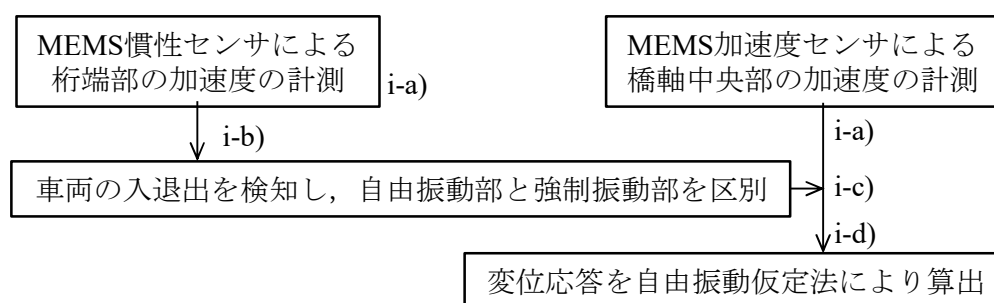 MEMS慣性センサによる
桁端部の加速度の計測
i-a)
MEMS加速度センサによる
橋軸中央部の加速度の計測
i-b)
i-a)
車両の入退出を検知し，自由振動部と強制振動部を区別
i-c)
i-d)
変位応答を自由振動仮定法により算出